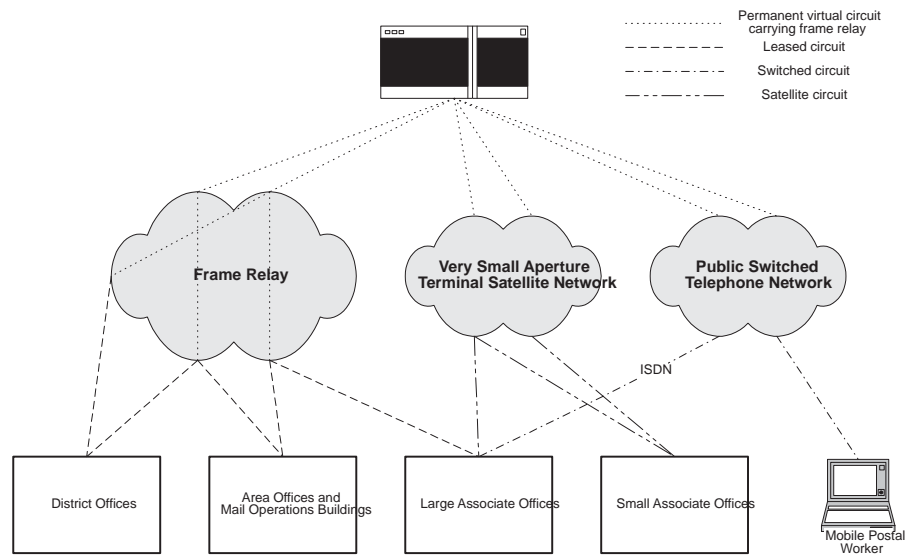 Permanent virtual circuit
carrying frame relay
Leased circuit
Switched circuit
Satellite circuit
Frame Relay
Very Small Aperture
Terminal Satellite Network
Public Switched
Telephone Network
ISDN
District Offices
Area Offices and
Mail Operations Buildings
Large Associate Offices
Small Associate Offices
Mobile Postal
Worker